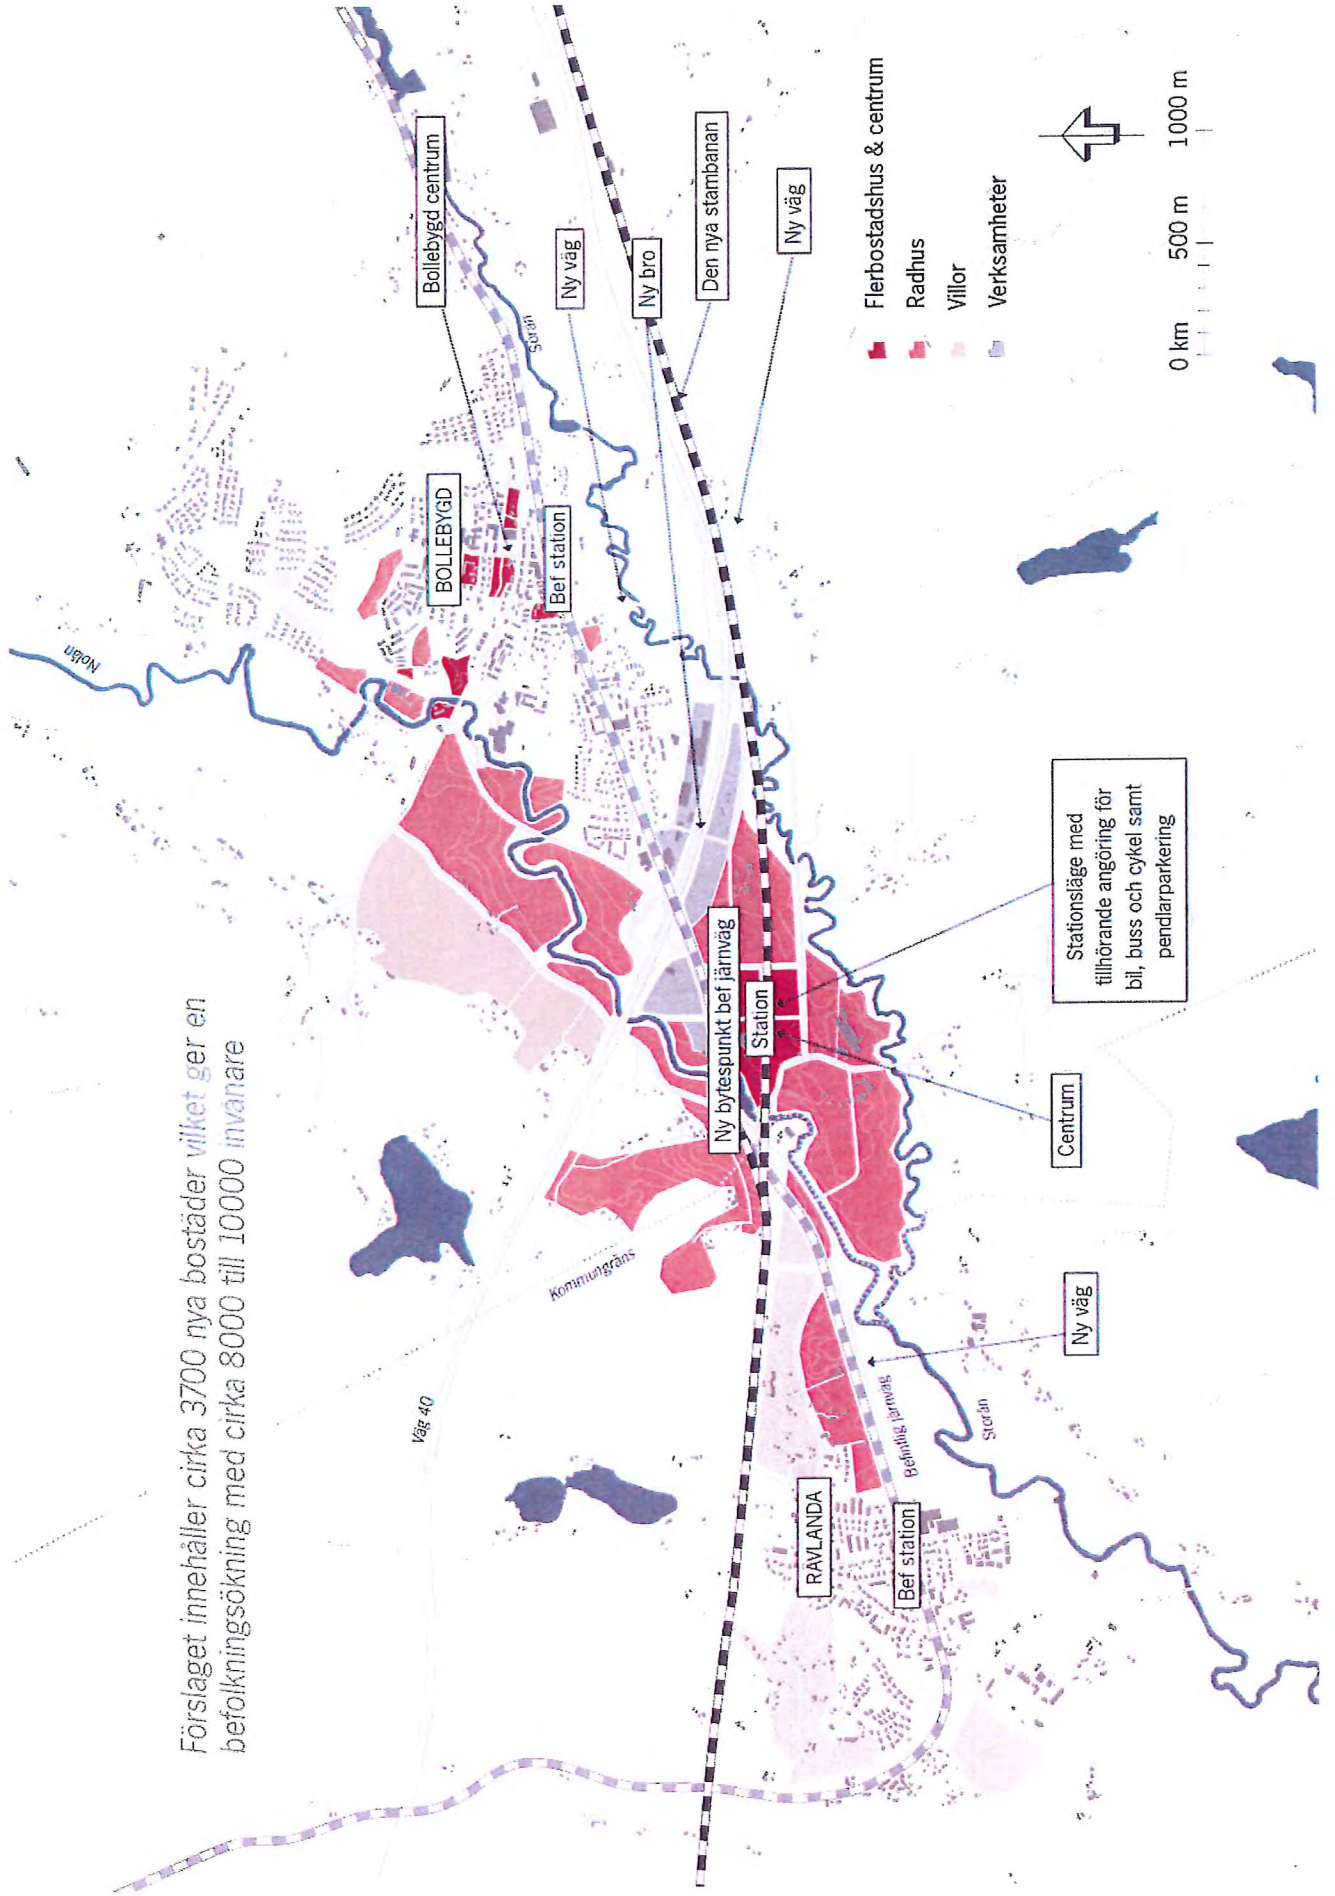 Förslaget innehåller cirka 3700 nya bostäder vilket ger en
befolkningsökning med cirka 8000 till 10000 invånare
Nolån
Bollebygd centrum
BOLLEBYGD
Ny väg
Sörån
Bef station
Ny bro
Den nya stambanan
Ny väg
Väg 40
Kommungräns
Ny bytespunkt bef järnväg
Station
RÄVLANDA
Bef station
Befintlig järnväg
Storån
Ny väg
Centrum
Stationsläge med
tillhörande angöring för
bil, buss och cykel samt
pendlarparkering
Flerbostadshus & centrum
Radhus
Villor
Verksamheter
0 km 500 m 1000 m